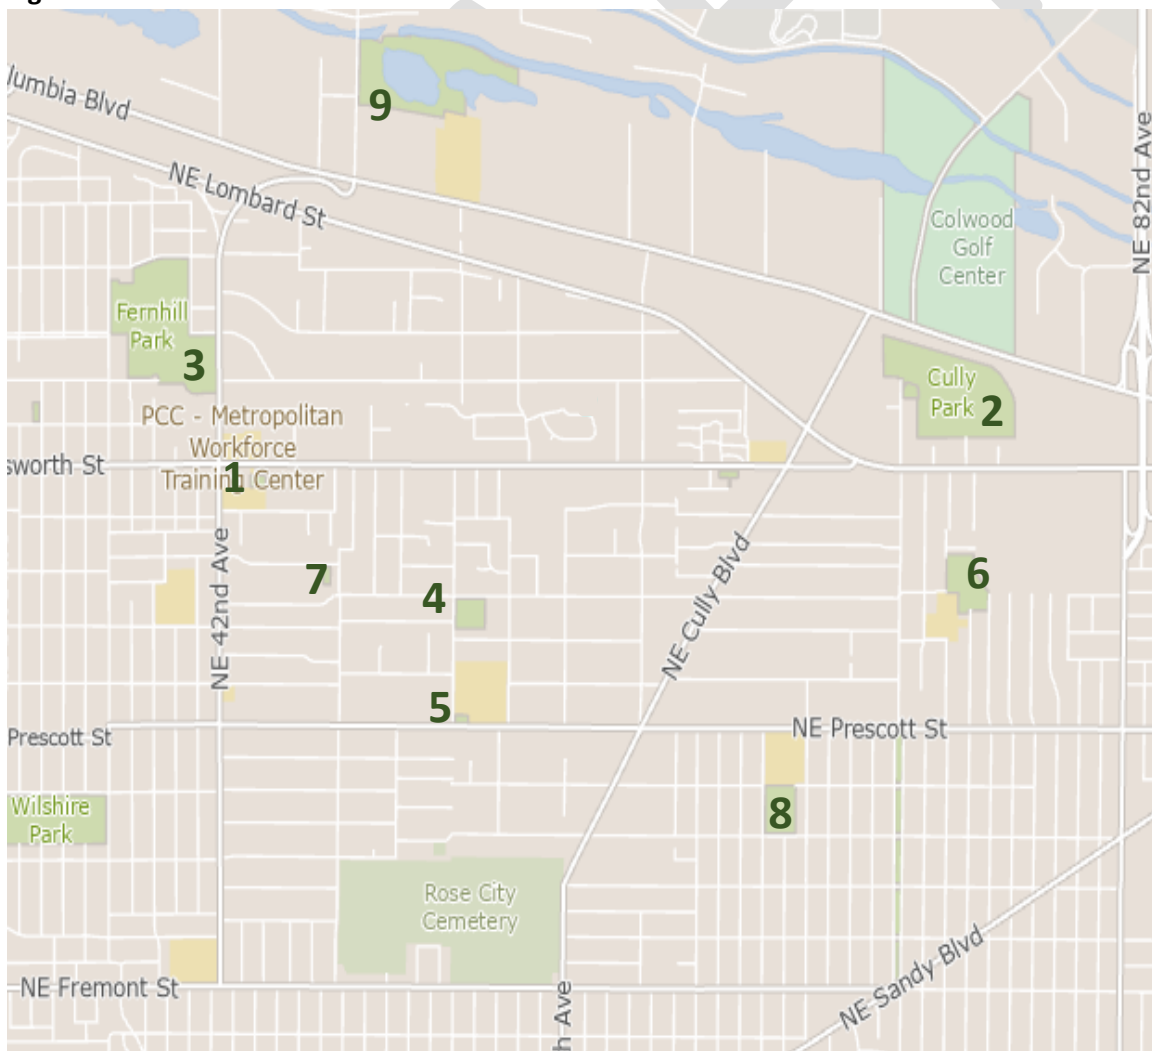 g
lumbia Blvd
9
NE Lombard St
NE 82nd Ave
Colwood
Golf
Center
Fernhill
Park
3
Cully
Park
2
PCC - Metropolitan
Workforce
Training Center
1
sworth St
NE 42nd Ave
7
4
5
NE Cully Blvd
6
Prescott St
NE Prescott St
Wilshire
Park
8
Rose City
Cemetery
NE Fremont St
h Ave
NE Sandy Blvd